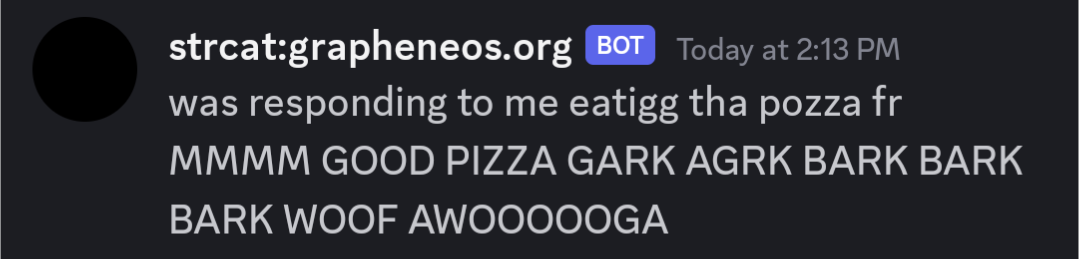 strcat:grapheneos.org BOT Today at 2:13 PM
was responding to me eatigg tha pozza fr
MMMM GOOD PIZZA GARK AGRK BARK BARK
BARK WOOF AWOOOOOGA